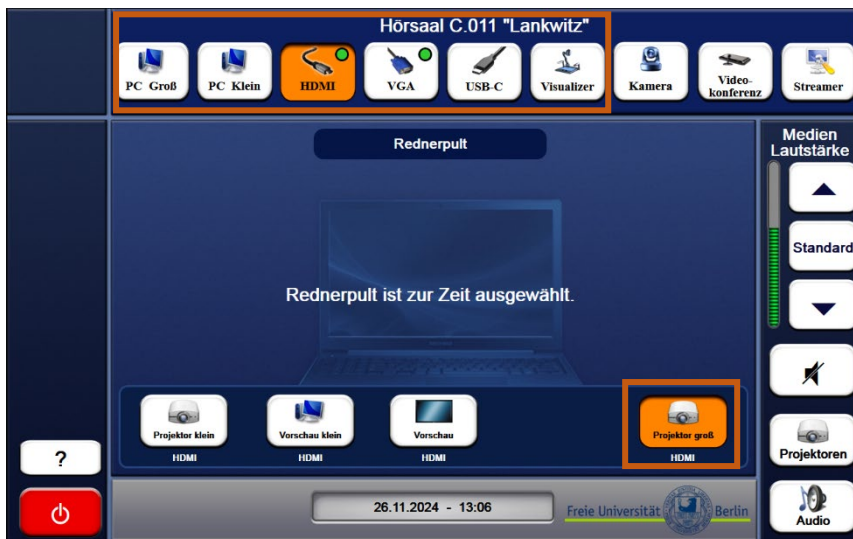 Hörsaal C.011 "Lankwitz"
PC Groß
PC Klein
HDMI
VGA
USB-C
Visualizer
Kamera
Video-
konferenz
Streamer
Rednerpult
Medien
Lautstärke
Standard
Rednerpult ist zur Zeit ausgewählt.
Projektor klein
HDMI
Vorschau klein
HDMI
Vorschau
HDMI
Projektor groß
HDMI
Projektoren
?
26.11.2024 - 13:06
Freie Universität Berlin
Audio